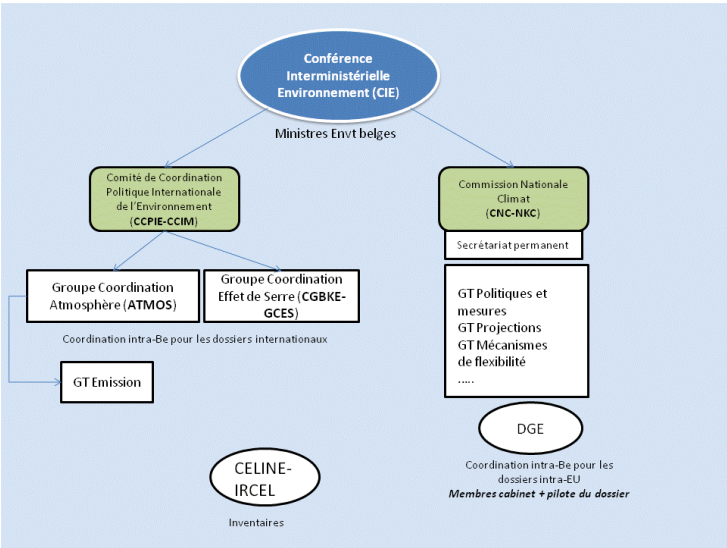 Conférence
Interministérielle
Environnement (CIE)
Ministres Envt belges
Comité de Coordination
Politique Internationale
de l'Environnement
(CCPIE-CCIM)
Commission Nationale
Climat
(CNC-NKC)
Secrétariat permanent
Groupe Coordination
Atmosphère (ATMOS)
Groupe Coordination
Effet de Serre (CGBKE-
GCES)
Coordination intra-Be pour les dossiers internationaux
GT Emission
GT Politiques et
mesures
GT Projections
GT Mécanismes
de flexibilité
.....
DGE
Coordination intra-Be pour les
dossiers intra-EU
Membres cabinet + pilote du dossier
CELINE-
IRCEL
Inventaires